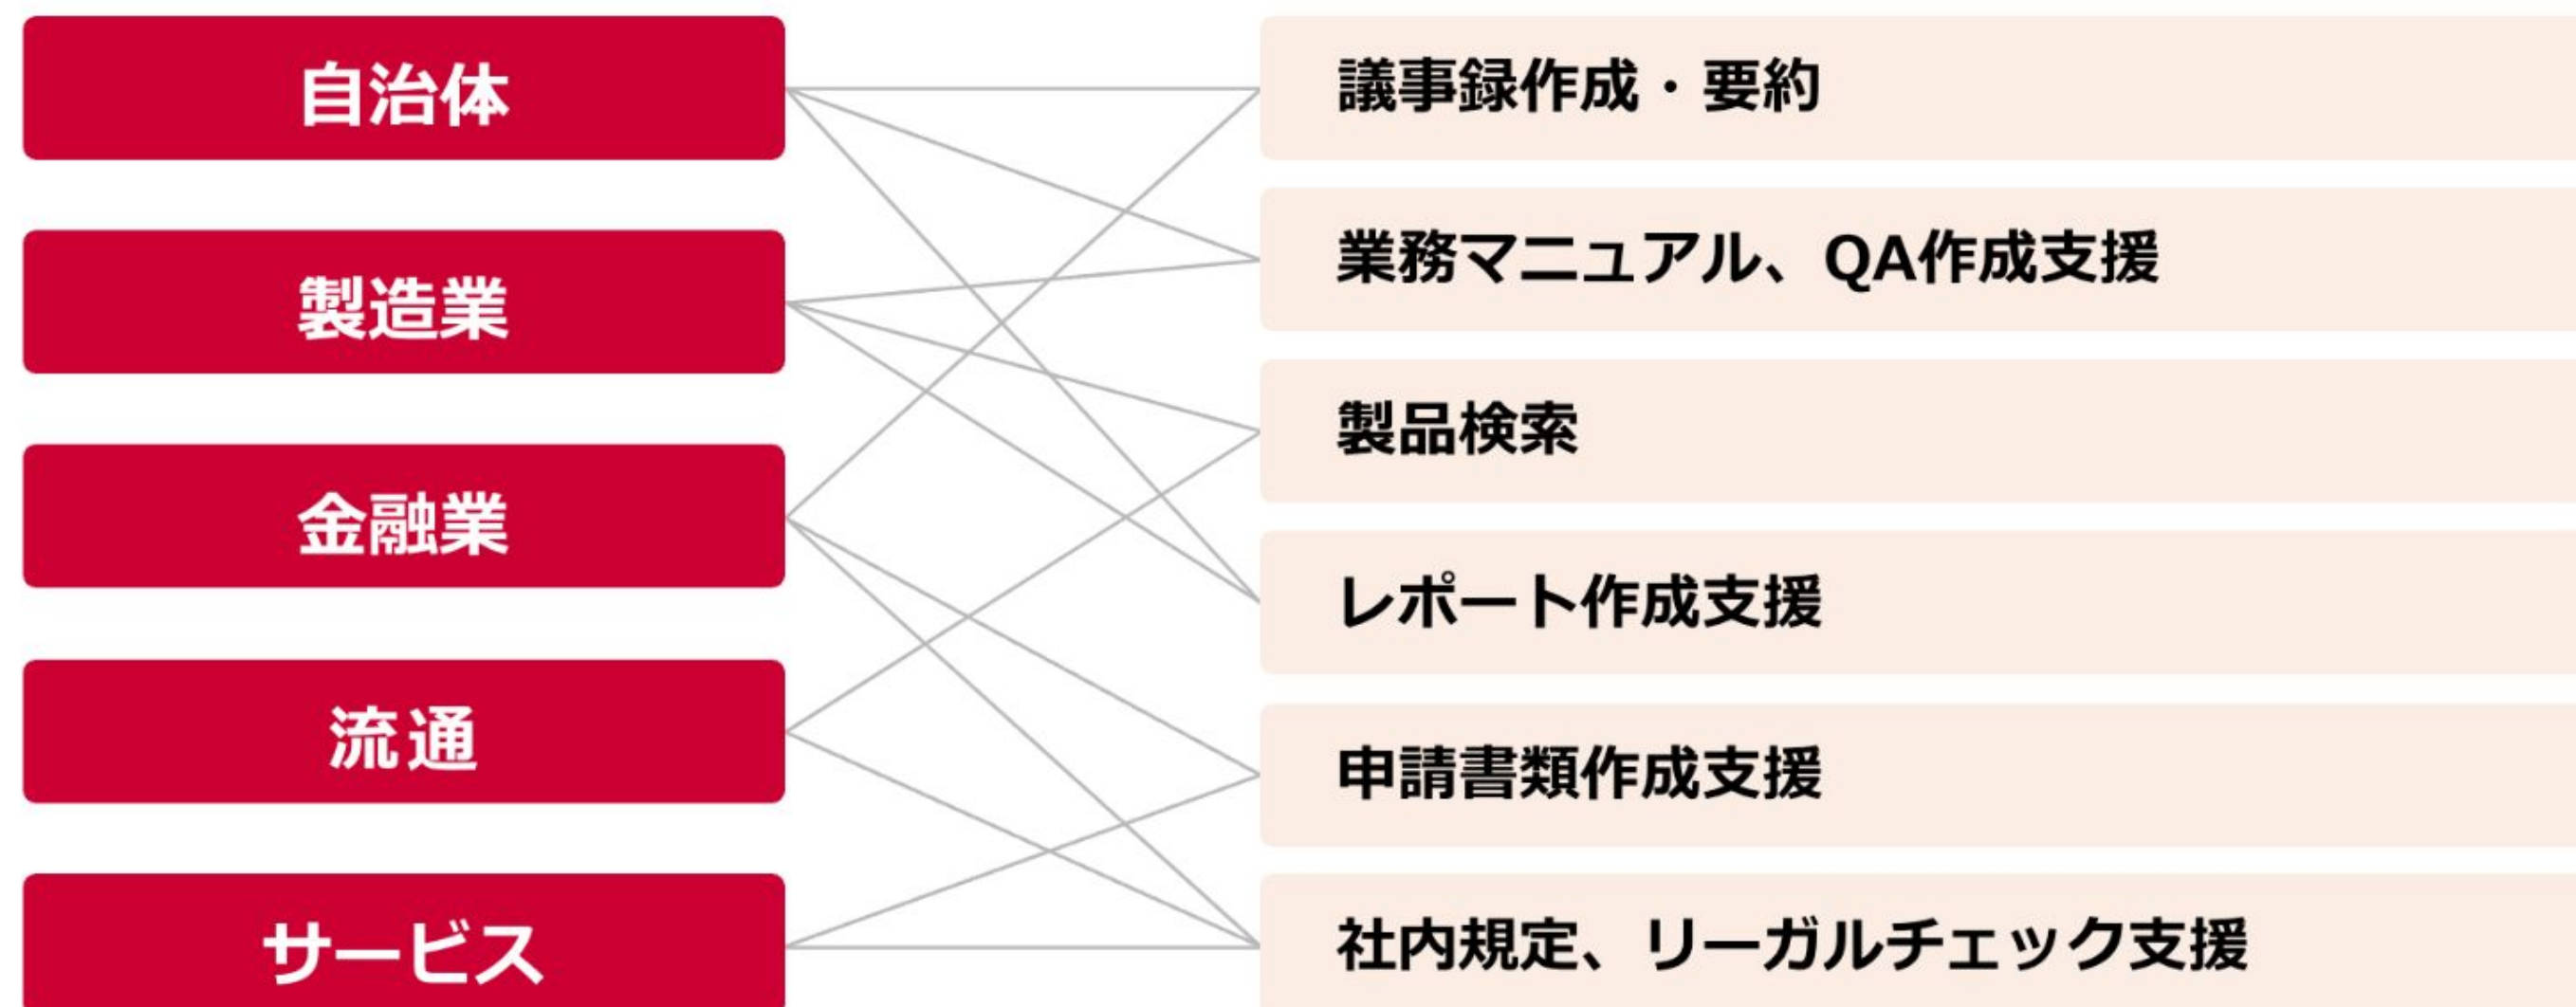 自治体
製造業
金融業
流通
サービス
議事録作成・要約
業務マニュアル、QA作成支援
製品検索
レポート作成支援
申請書類作成支援
社内規定、リーガルチェック支援